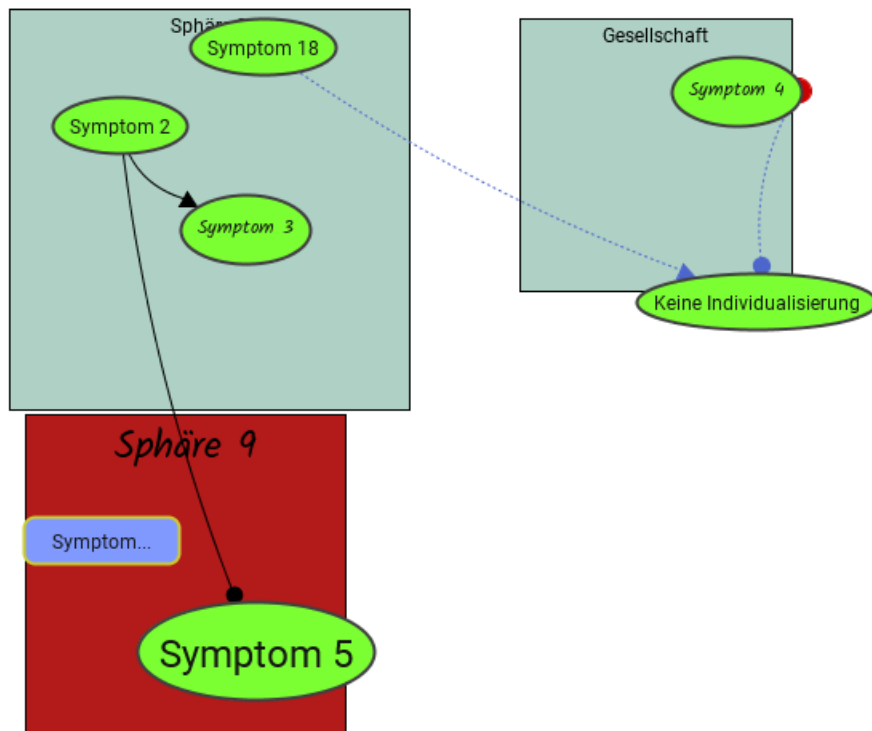 Symptom 18
Gesellschaft
Symptom 4
Symptom 2
Symptom 3
Keine Individualisierung
Sphäre 9
Symptom...
Symptom 5